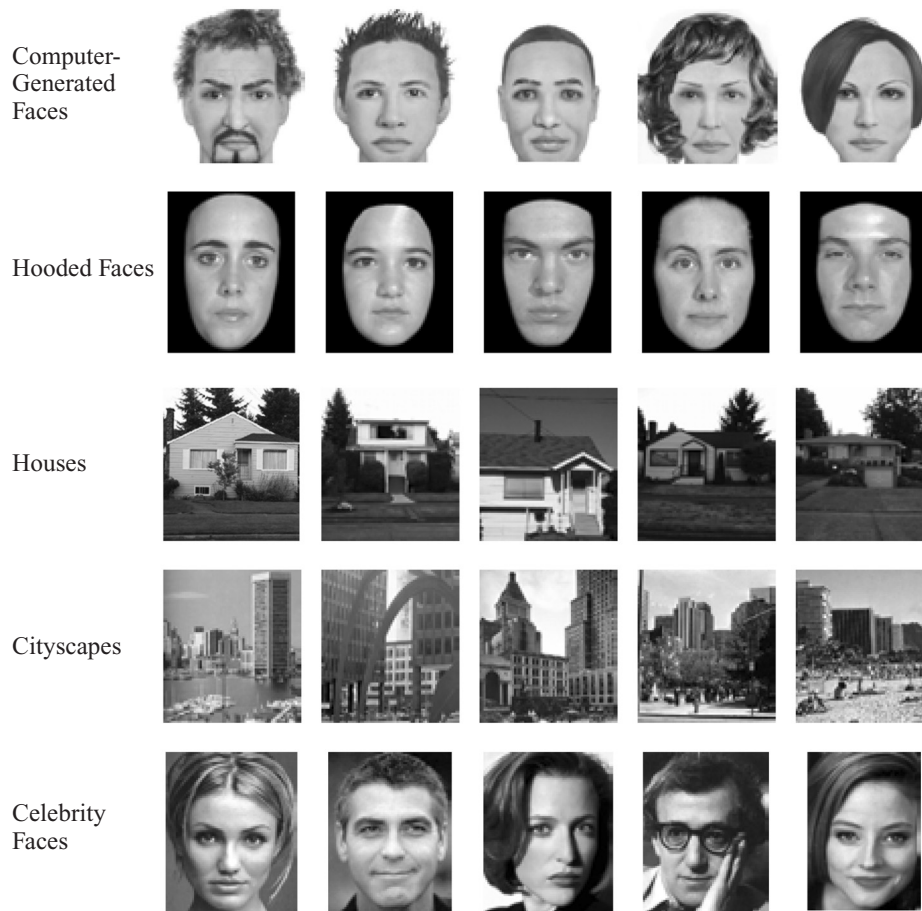 Computer-
Generated
Faces
Hooded Faces
Houses
Cityscapes
Celebrity
Faces